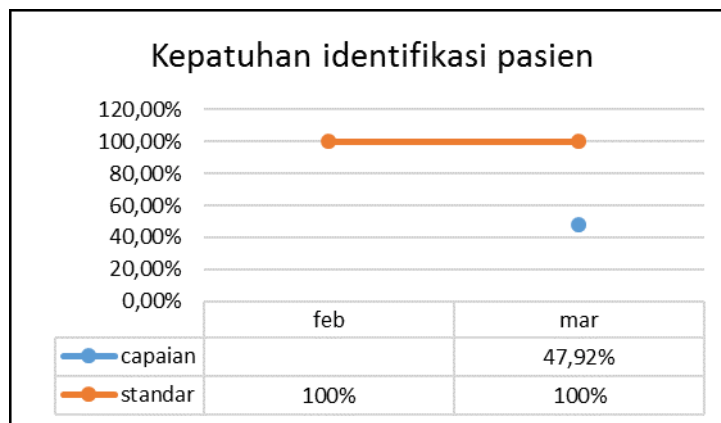 Kepatuhan identifikasi pasien
120,00%
100,00%
80,00%
60,00%
40,00%
20,00%
0,00%
feb mar
capaian 47,92%
standar 100% 100%